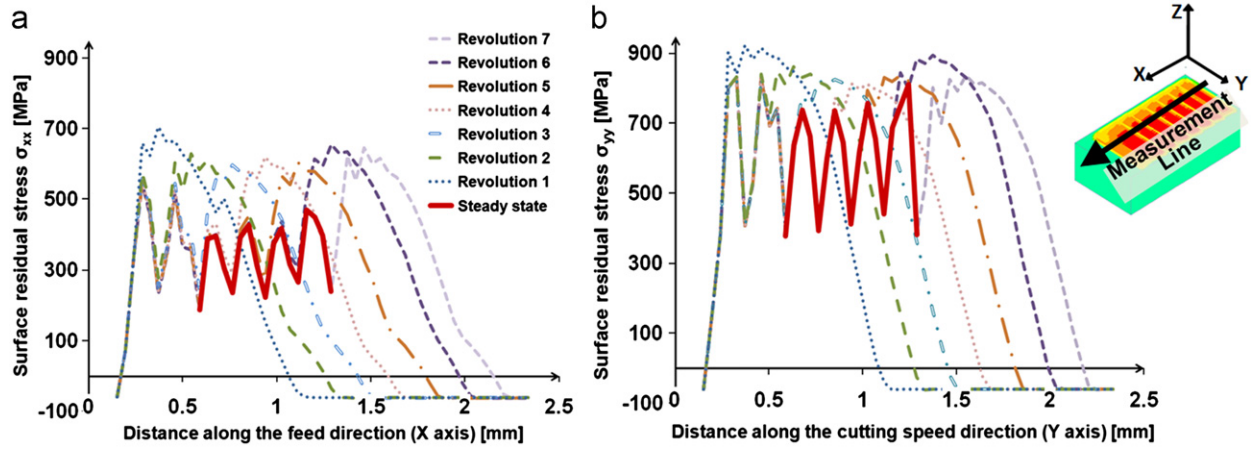 a
Surface residual stress σxx [MPa]
900
700
500
300
100
-100
0
0.5
1
1.5
2
2.5
Distance along the feed direction (X axis) [mm]
Revolution 7
Revolution 6
Revolution 5
Revolution 4
Revolution 3
Revolution 2
Revolution 1
Steady state
b
Surface residual stress σyy [MPa]
900
700
500
300
100
-100
0
0.5
1
1.5
2
2.5
Distance along the cutting speed direction (Y axis) [mm]
Z
X
Y
Measurement
Line